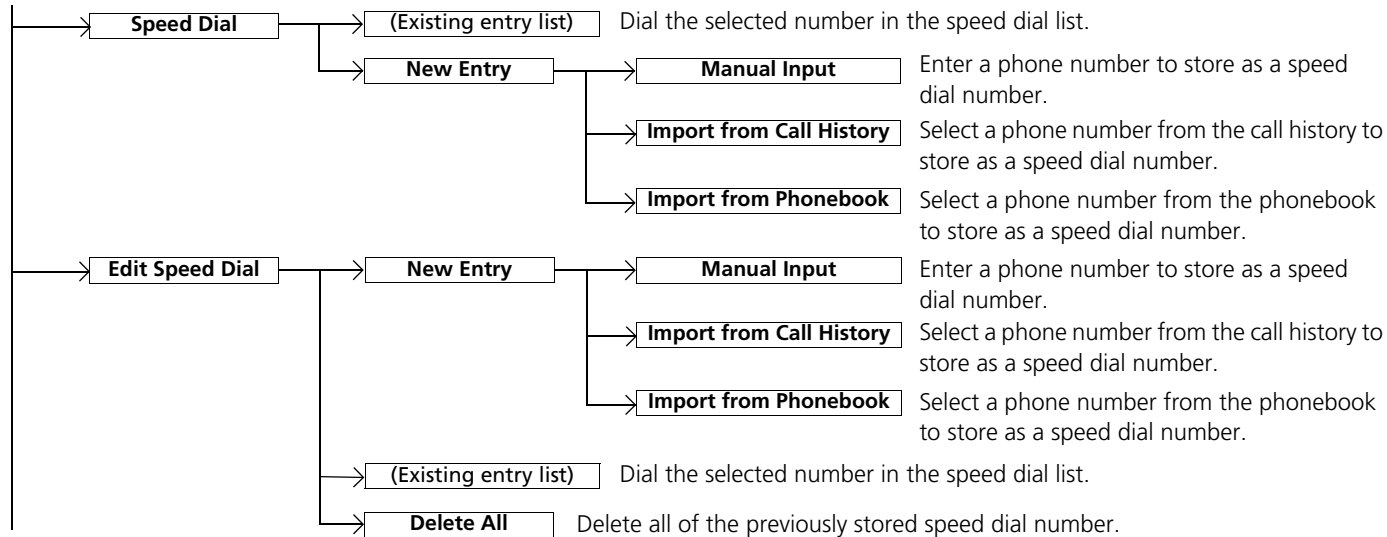 Speed Dial
(Existing entry list)
Dial the selected number in the speed dial list.
New Entry
Manual Input
Enter a phone number to store as a speed
dial number.
Import from Call History
Select a phone number from the call history to
store as a speed dial number.
Import from Phonebook
Select a phone number from the phonebook
to store as a speed dial number.
Edit Speed Dial
New Entry
Manual Input
Enter a phone number to store as a speed
dial number.
Import from Call History
Select a phone number from the call history to
store as a speed dial number.
Import from Phonebook
Select a phone number from the phonebook
to store as a speed dial number.
(Existing entry list)
Dial the selected number in the speed dial list.
Delete All
Delete all of the previously stored speed dial number.